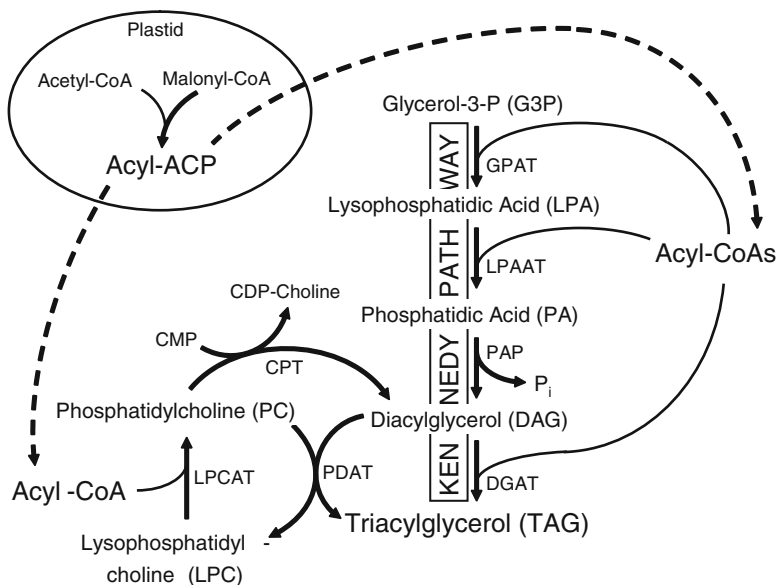 Plastid
Acetyl-CoA
Malonyl-CoA
Acyl-ACP
Glycerol-3-P (G3P)
GPAT
Lysophosphatidic Acid (LPA)
LPAAT
Acyl-CoAs
Phosphatidic Acid (PA)
PAP
Pi
KEN NEDY PATH WAY
CDP-Choline
CMP
CPT
Phosphatidylcholine (PC)
Diacylglycerol (DAG)
LPCAT
PDAT
DGAT
Acyl -CoA
Triacylglycerol (TAG)
Lysophosphatidyl -
choline (LPC)